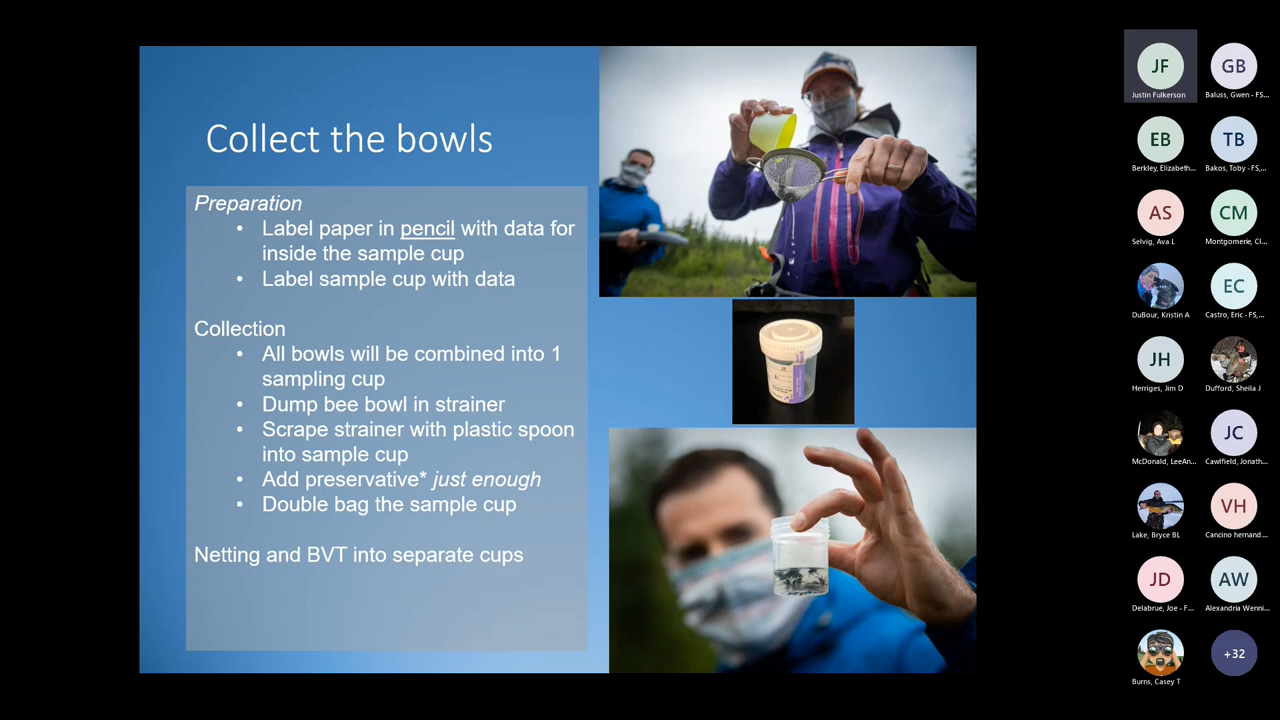 Collect the bowls
Preparation
• Label paper in pencil with data for
inside the sample cup
• Label sample cup with data
Collection
• All bowls will be combined into 1
sampling cup
• Dump bee bowl in strainer
• Scrape strainer with plastic spoon
into sample cup
• Add preservative* just enough
• Double bag the sample cup
Netting and BVT into separate cups
JF
Justin Fulkerson
GB
Baluss, Gwen - FS...
EB
Berkley, Elizabeth...
TB
Bakos, Toby - FS,...
AS
Selvig, Ava L
CM
Montgomerie, Cl...
DuBour, Kristin A
EC
Castro, Eric - FS,...
JH
Herriges, Jim D
Dufford, Sheila J
McDonald, LeeAn...
JC
Cawlfield, Jonath...
Lake, Bryce BL
VH
Cancino hernand...
JD
Delabrue, Joe - F...
AW
Alexandria Wenni...
Burns, Casey T
+32